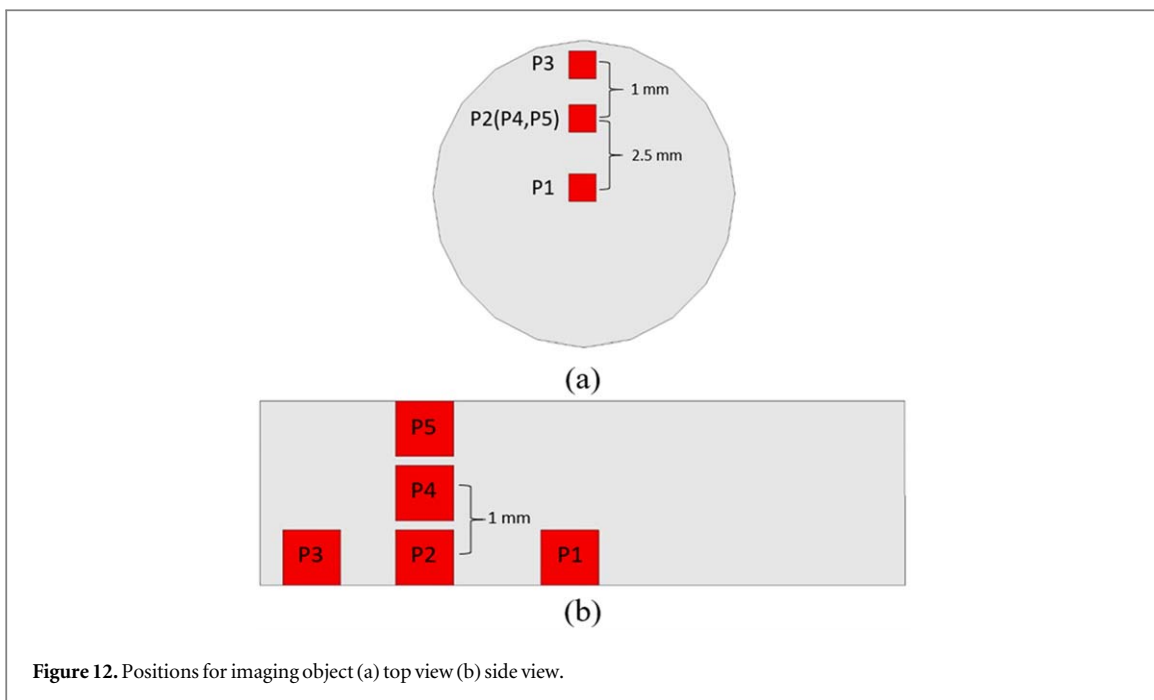 P3
1 mm
P2(P4,P5)
2.5 mm
P1
(a)
P5
P4
1 mm
P3
P2
P1
(b)
Figure 12. Positions for imaging object (a) top view (b) side view.